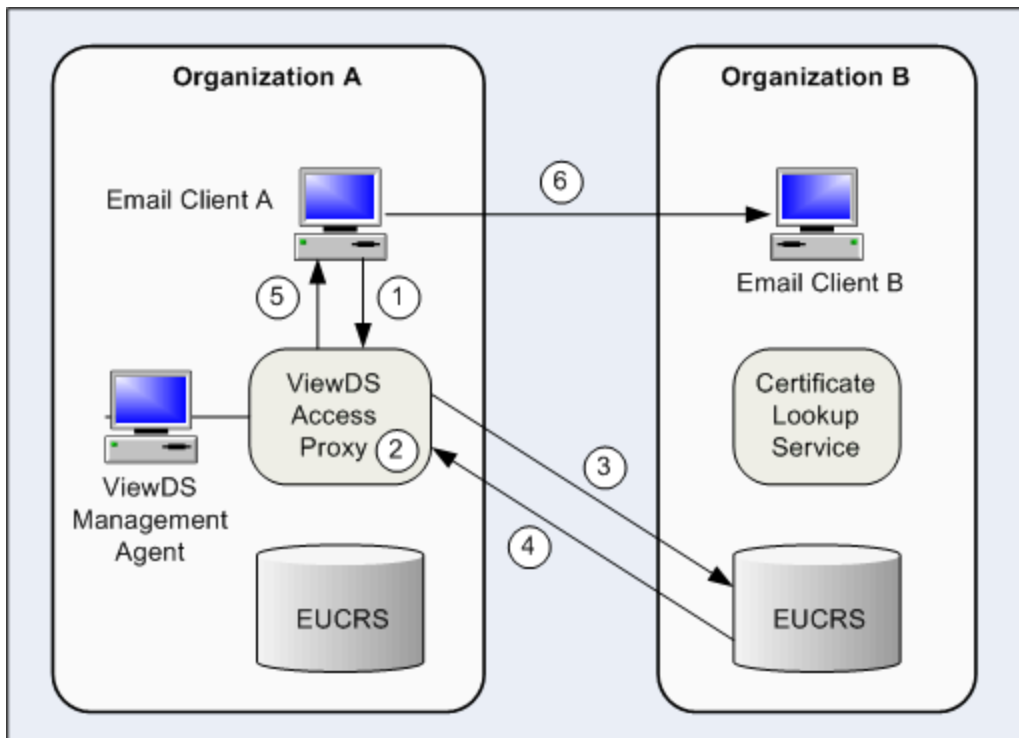 Organization A
Organization B
Email Client A
6
Email Client B
5
1
ViewDS
Access
Proxy
2
Certificate
Lookup
Service
3
ViewDS
Management
Agent
4
EUCRS
EUCRS